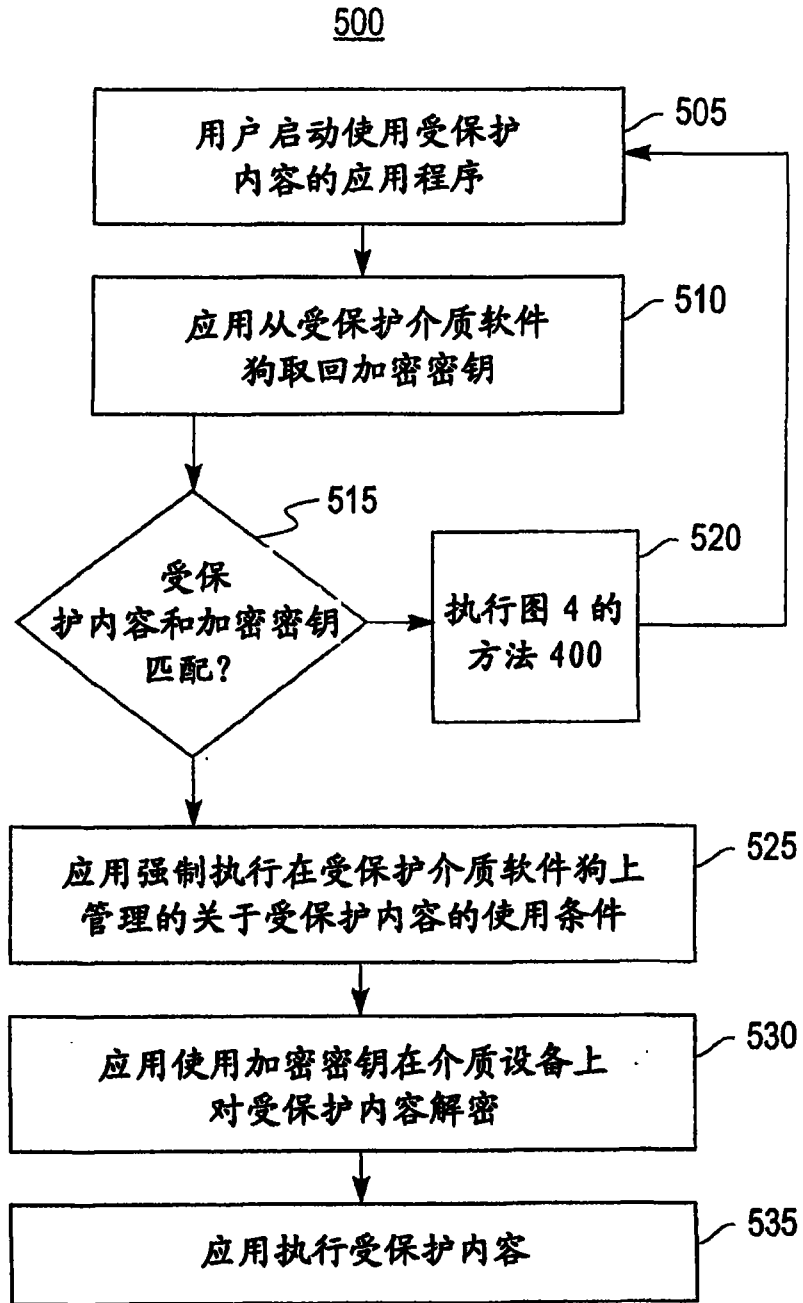 500
用户启动使用受保护
内容的应用程序
505
应用从受保护介质软件
狗取回加密密钥
510
515
受保
护内容和加密密钥
匹配?
520
执行图 4 的
方法 400
应用强制执行在受保护介质软件狗上
管理的关于受保护内容的使用条件
525
应用使用加密密钥在介质设备上
对受保护内容解密
530
应用执行受保护内容
535